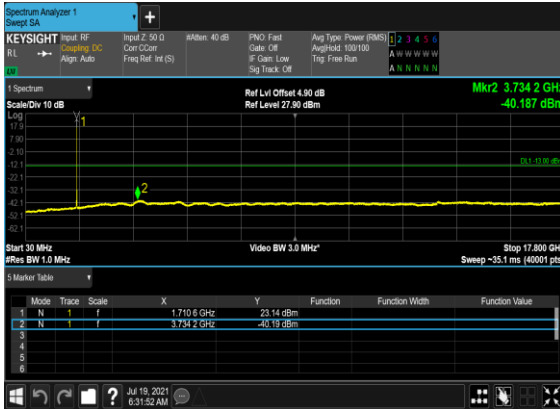 Spectrum Analyzer 1
Swept SA
+
KEYSIGHT
RL
Input: RF
Coupling: DC
Align: Auto
Input Z: 50 Ω
Corr CCorr
Freq Ref: Int (S)
#Atten: 40 dB
PNO: Fast
Gate: Off
IF Gain: Low
Sig Track: Off
Avg Type: Power (RMS)
Avg|Hold: 100/100
Trig: Free Run
1 2 3 4 5 6
A W W W W W
A N N N N N
1 Spectrum
Scale/Div 10 dB
Ref Lvl Offset 4.90 dB
Ref Level 27.90 dBm
Mkr2 3.734 2 GHz
-40.187 dBm
Log
17.9
7.90
-2.10
-12.1
-22.1
-32.1
-42.1
-52.1
-62.1
1
2
DL1 -13.00 dBm
Start 30 MHz
#Res BW 1.0 MHz
Video BW 3.0 MHz*
Stop 17.800 GH
Sweep ~35.1 ms (40001 pts
5 Marker Table
Mode Trace Scale X Y Function Function Width Function Value
1 N 1 f 1.710 6 GHz 23.14 dBm
2 N 1 f 3.734 2 GHz -40.19 dBm
3
4
5
6
Jul 19, 2021
6:31:52 AM